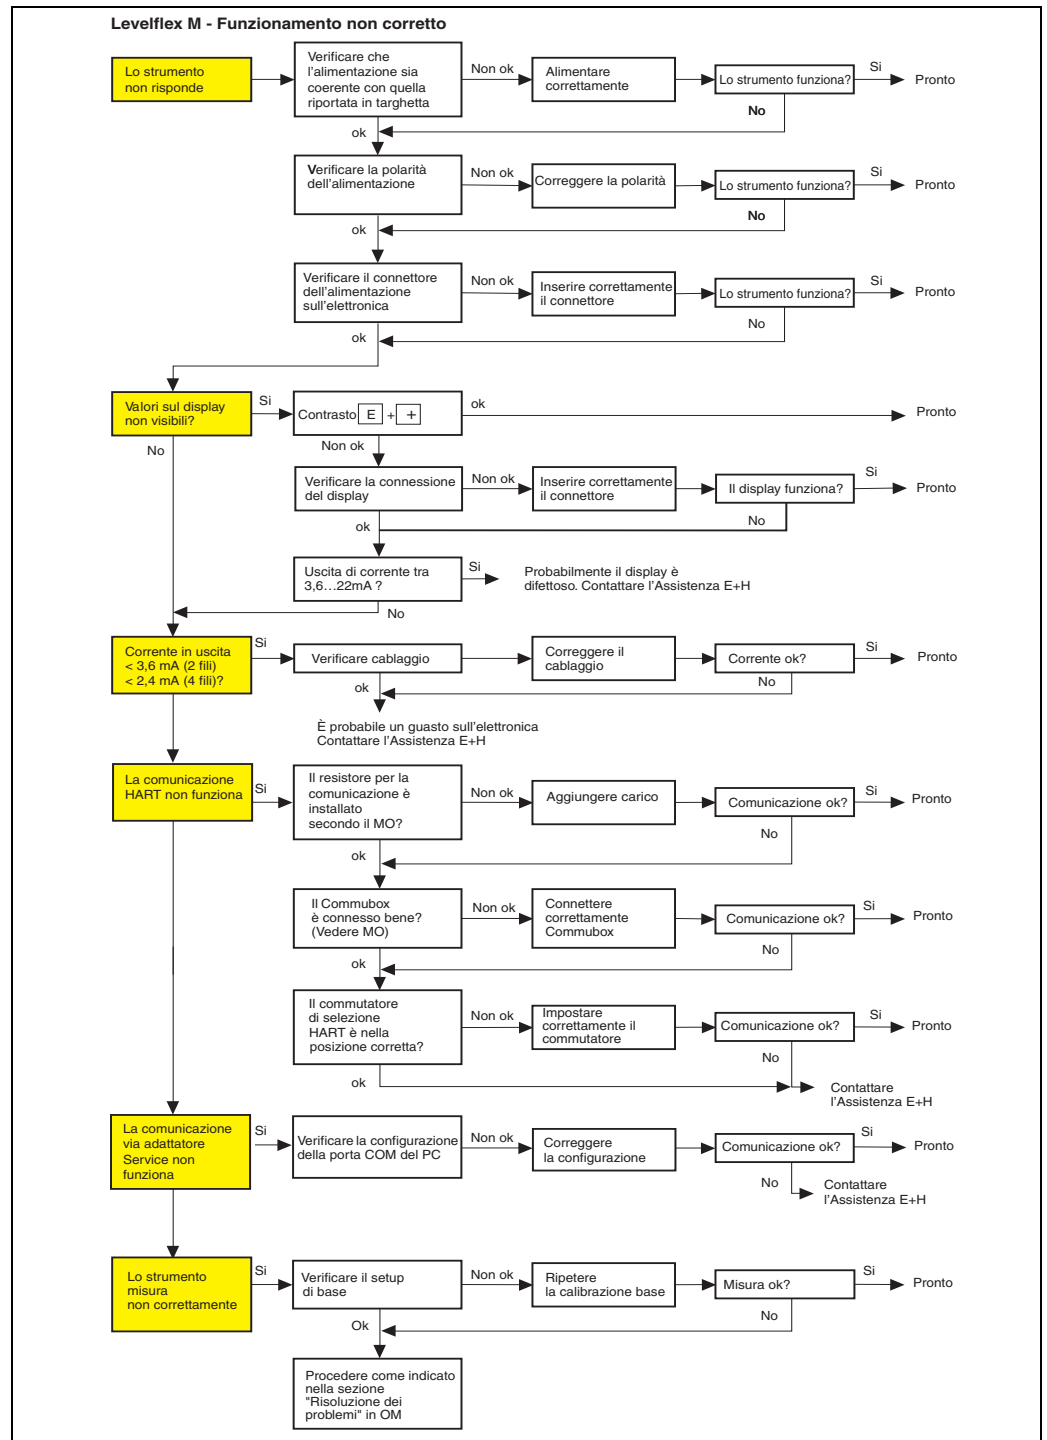 Levelflex M - Funzionamento non corretto
Lo strumento
non risponde
Verificare che
l'alimentazione sia
coerente con quella
riportata in targhetta
Non ok
Alimentare
correttamente
Lo strumento funziona?
Si
Pronto
No
ok
Verificare la polarità
dell'alimentazione
Non ok
Correggere la polarità
Lo strumento funziona?
Si
Pronto
No
ok
Verificare il connettore
dell'alimentazione
sull'elettronica
Non ok
Inserire correttamente
il connettore
Lo strumento funziona?
Si
Pronto
No
ok
Valori sul display
non visibili?
Si
Contrasto E + +
ok
Pronto
No
Non ok
Verificare la connessione
del display
Non ok
Inserire correttamente
il connettore
Il display funziona?
Si
Pronto
No
ok
Uscita di corrente tra
3,6...22mA ?
Si
Probabilmente il display è
difettoso. Contattare l'Assistenza E+H
No
Corrente in uscita
< 3,6 mA (2 fili)
< 2,4 mA (4 fili)?
Si
Verificare cablaggio
Correggere il
cablaggio
Corrente ok?
Si
Pronto
No
ok
È probabile un guasto sull'elettronica
Contattare l'Assistenza E+H
La comunicazione
HART non funziona
Si
Il resistore per la
comunicazione è
installato
secondo il MO?
Non ok
Aggiungere carico
Comunicazione ok?
Si
Pronto
No
ok
Il Commubox
è connesso bene?
(Vedere MO)
Non ok
Connettere
correttamente
Commubox
Comunicazione ok?
Si
Pronto
No
ok
Il commutatore
di selezione
HART è nella
posizione corretta?
Non ok
Impostare
correttamente il
commutatore
Comunicazione ok?
Si
Pronto
No
ok
Contattare
l'Assistenza E+H
La comunicazione
via adattatore
Service non
funziona
Si
Verificare la configurazione
della porta COM del PC
Non ok
Correggere
la configurazione
Comunicazione ok?
Si
Pronto
No
Contattare
l'Assistenza E+H
Lo strumento
misura
non correttamente
Si
Verificare il setup
di base
Non ok
Ripetere
la calibrazione base
Misura ok?
Si
Pronto
No
Ok
Procedere come indicato
nella sezione
"Risoluzione dei
problemi" in OM